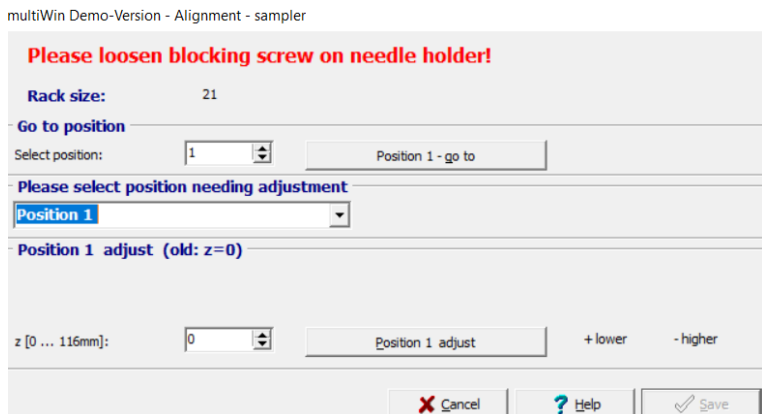 multiWin Demo-Version - Alignment - sampler
Please loosen blocking screw on needle holder!
Rack size: 21
Go to position
Select position: 1 Position 1 - go to
Please select position needing adjustment
Position 1
Position 1 adjust (old: z=0)
z [0 ... 116mm]: 0 Position 1 adjust + lower - higher
Cancel Help Save